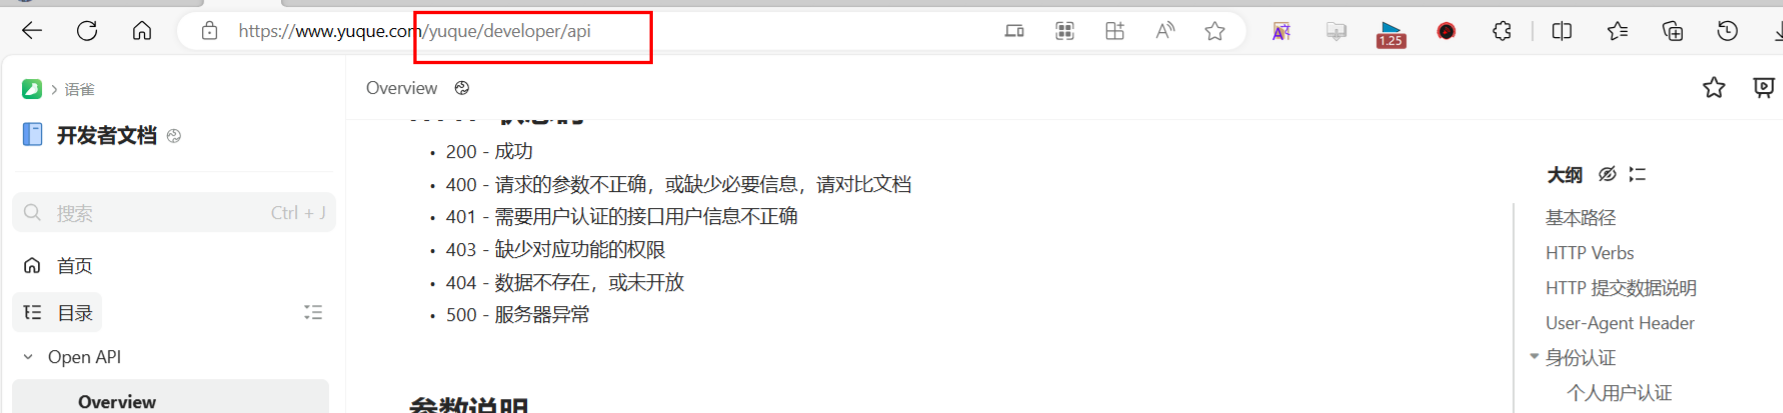 https://www.yuque.com/yuque/developer/api
1.25
语雀
开发者文档
搜索 Ctrl + J
首页
目录
Open API
Overview
Overview
200 - 成功
400 - 请求的参数不正确，或缺少必要信息，请对比文档
401 - 需要用户认证的接口用户信息不正确
403 - 缺少对应功能的权限
404 - 数据不存在，或未开放
500 - 服务器异常
参数说明
大纲
基本路径
HTTP Verbs
HTTP 提交数据说明
User-Agent Header
身份认证
个人用户认证